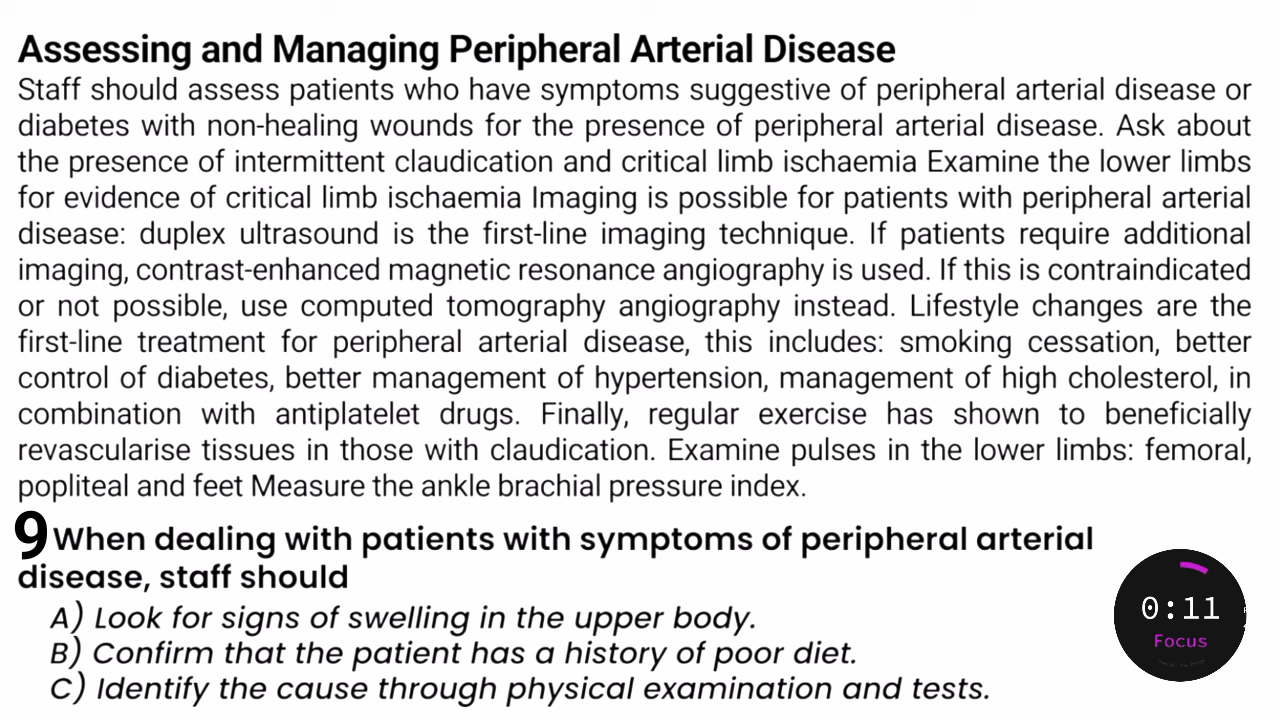 Assessing and Managing Peripheral Arterial Disease
Staff should assess patients who have symptoms suggestive of peripheral arterial disease or
diabetes with non-healing wounds for the presence of peripheral arterial disease. Ask about
the presence of intermittent claudication and critical limb ischaemia Examine the lower limbs
for evidence of critical limb ischaemia Imaging is possible for patients with peripheral arterial
disease: duplex ultrasound is the first-line imaging technique. If patients require additional
imaging, contrast-enhanced magnetic resonance angiography is used. If this is contraindicated
or not possible, use computed tomography angiography instead. Lifestyle changes are the
first-line treatment for peripheral arterial disease, this includes: smoking cessation, better
control of diabetes, better management of hypertension, management of high cholesterol, in
combination with antiplatelet drugs. Finally, regular exercise has shown to beneficially
revascularise tissues in those with claudication. Examine pulses in the lower limbs: femoral,
popliteal and feet Measure the ankle brachial pressure index.
9 When dealing with patients with symptoms of peripheral arterial
disease, staff should
A) Look for signs of swelling in the upper body.
B) Confirm that the patient has a history of poor diet.
C) Identify the cause through physical examination and tests.
0:11
Focus